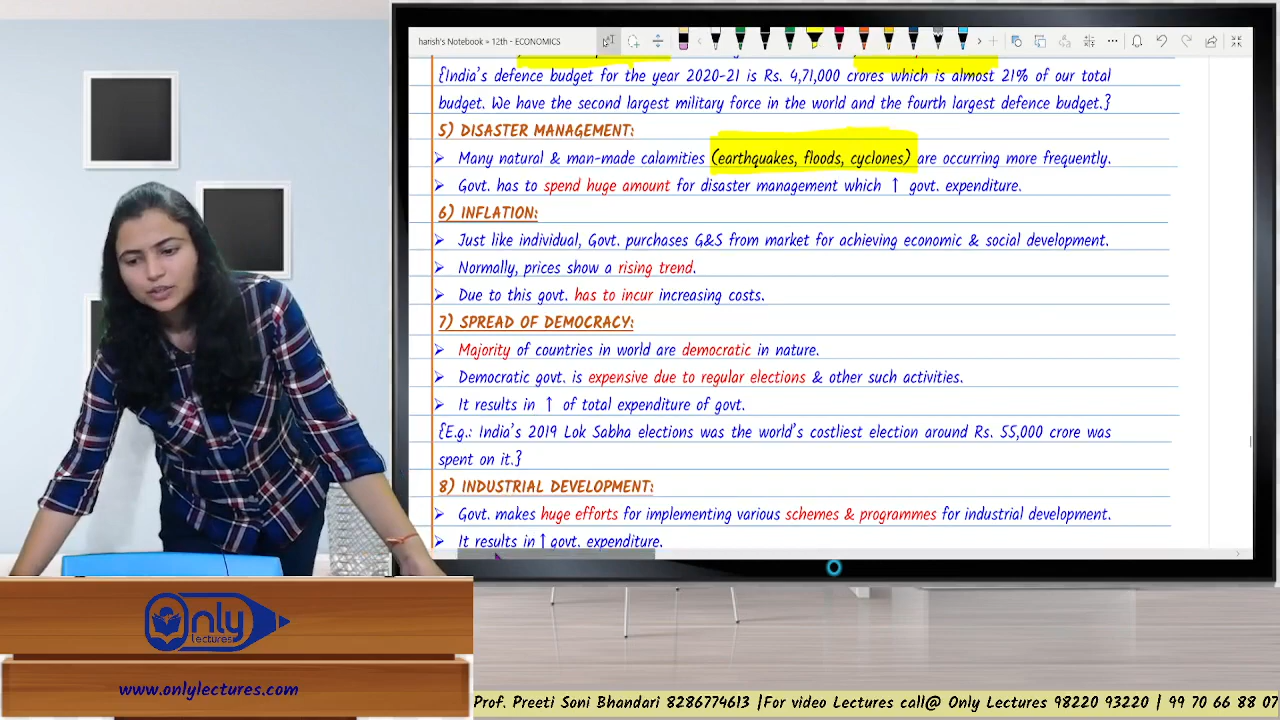 harish's Notebook » 12th - ECONOMICS
{India's defence budget for the year 2020-21 is Rs. 4,71,000 crores which is almost 21% of our total
budget. We have the second largest military force in the world and the fourth largest defence budget.}
5) DISASTER MANAGEMENT:
➢ Many natural & man-made calamities (earthquakes, floods, cyclones) are occurring more frequently.
➢ Govt. has to spend huge amount for disaster management which ↑ govt. expenditure.
6) INFLATION:
➢ Just like individual, Govt. purchases G&S from market for achieving economic & social development.
➢ Normally, prices show a rising trend.
➢ Due to this govt. has to incur increasing costs.
7) SPREAD OF DEMOCRACY:
➢ Majority of countries in world are democratic in nature.
➢ Democratic govt. is expensive due to regular elections & other such activities.
➢ It results in ↑ of total expenditure of govt.
{E.g.: India's 2019 Lok Sabha elections was the world's costliest election around Rs. 55,000 crore was
spent on it.}
8) INDUSTRIAL DEVELOPMENT:
➢ Govt. makes huge efforts for implementing various schemes & programmes for industrial development.
➢ It results in ↑ govt. expenditure.
Only
lectures
www.onlylectures.com
Prof. Preeti Soni Bhandari 8286774613 |For video Lectures call@ Only Lectures 98220 93220 | 99 70 66 88 07